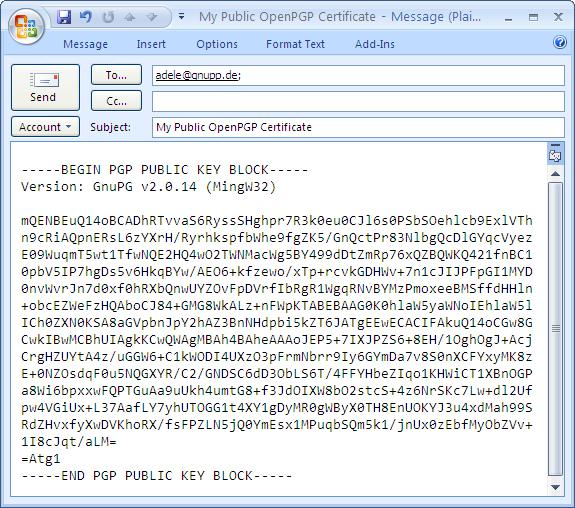 My Public OpenPGP Certificate - Message (Plai...
Message Insert Options Format Text Add-Ins
To... adele@gnupp.de;
Send
Cc...
Account Subject: My Public OpenPGP Certificate
-----BEGIN PGP PUBLIC KEY BLOCK-----
Version: GnuPG v2.0.14 (MingW32)
mQENBEuQ14oBCADhRTvvaS6RyssSHghpr7R3k0eu0CJl6s0PSbSOehlcb9ExlVTh
n9cRiAQpnERsL6zYXrH/RyrhkspfbWhe9fgZK5/GnQctPr83NlbgQcDlGYqcVyez
E09WuqmT5wt1TfwNQE2HQ4wO2TWNMacWg5BY499dDtZmRp76xQZBQWKQ421fnBC1
0pbV5IP7hgDs5v6HkqBYw/AEO6+kfzewo/xTp+rcvkGDHWv+7n1cJIJPFpGI1MYD
0nvWvrJn7d0xf0hRXbQnwUYZOvFpDVrfIbRgR1WgqRNvBYMzPmoxeeBMSffdHHln
+obcEZWeFzHQAboCJ84+GMG8WkALz+nFWpKTABEBAAG0K0hlaW5yaWNoIEhlaW5l
ICh0ZXN0KSA8aGVpbnJpY2hAZ3BnNHdpbi5kZT6JATgEEwECACIFAkuQ14oCGw8G
CwkIBwMCBhUIAgkKCwQWAgMBAh4BAheAAAoJEP5+7IXJPZS6+8EH/1OghOgJ+Acj
CrgHZUYtA4z/uGGW6+C1kWODI4UXzO3pFrmNbrr9Iy6GYmDa7v8S0nXCFYxyMK8z
E+0NZOsdqF0u5NQGXYR/C2/GNDSC6dD3ObLS6T/4FFYHbeZIqo1KHWiCT1XBnOGP
a8Wi6bpxxwFQPTGuAa9uUkh4umtG8+f3JdOIXW8bO2stcS+4z6NrSKc7Lw+dl2Uf
pw4VGiUx+L37AafLY7yhUTOGG1t4XY1gDyMR0gWByX0TH8EnUOKYJ3u4xdMah99S
RdZHvxfyXwDVKhoRX/fsFPZLN5jQ0YmEsx1MPuqbSQm5k1/jnUx0zEbfMyObZVv+
1I8cJqt/aLM=
=Atg1
-----END PGP PUBLIC KEY BLOCK-----